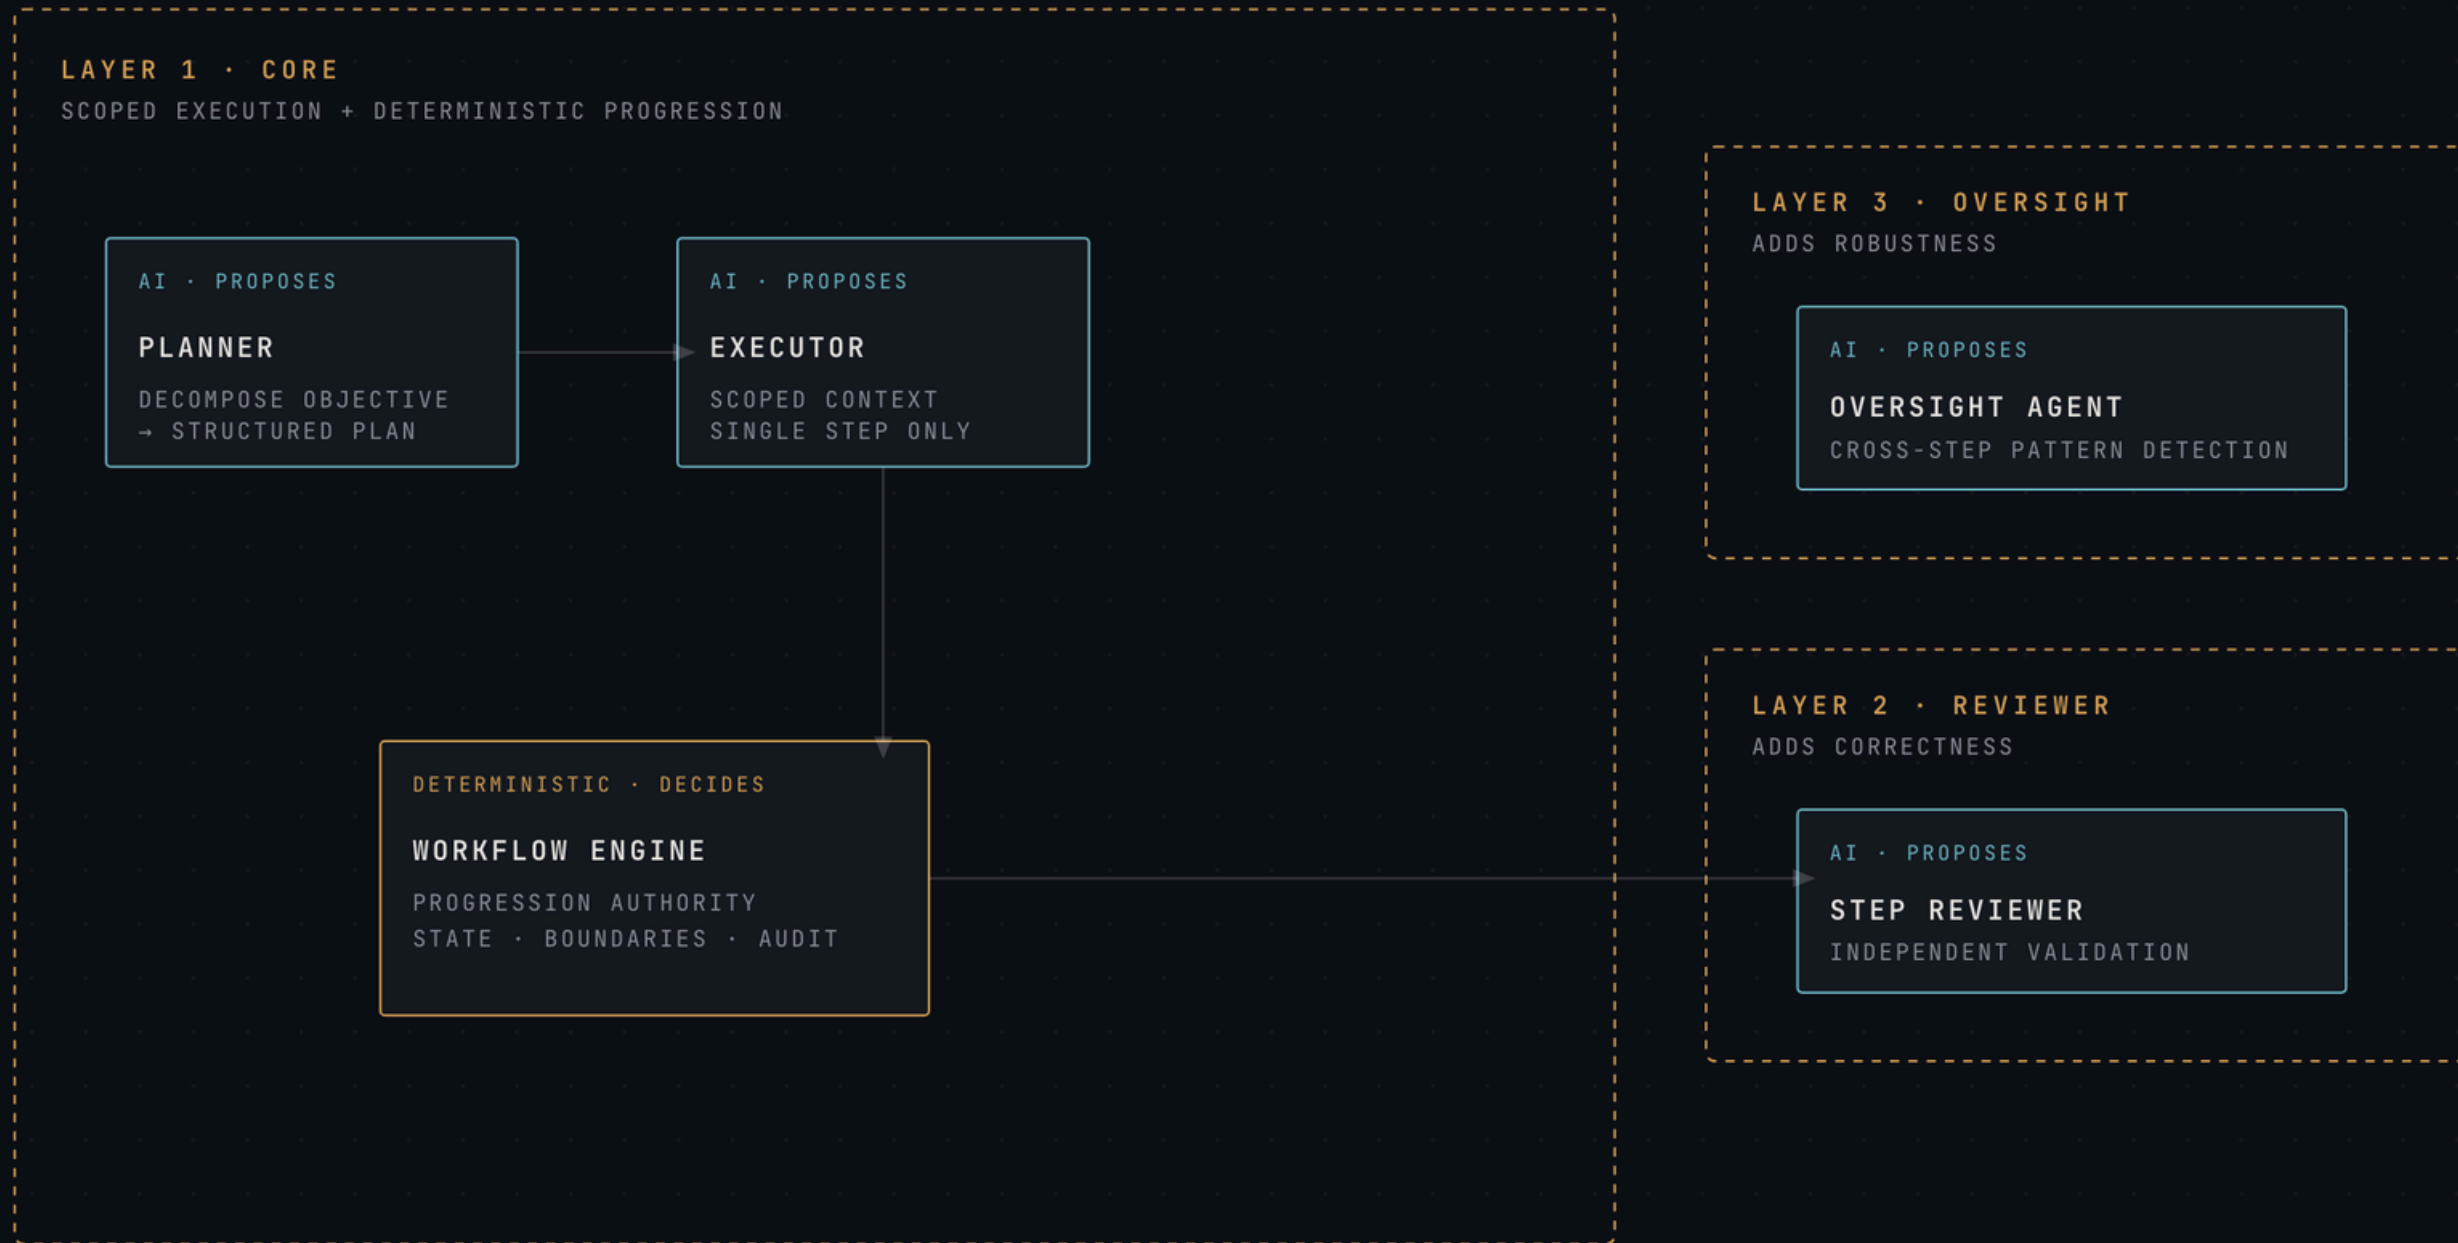 LAYER 1 · CORE
SCOPED EXECUTION + DETERMINISTIC PROGRESSION
AI · PROPOSES
PLANNER
DECOMPOSE OBJECTIVE
→ STRUCTURED PLAN
AI · PROPOSES
EXECUTOR
SCOPED CONTEXT
SINGLE STEP ONLY
DETERMINISTIC · DECIDES
WORKFLOW ENGINE
PROGRESSION AUTHORITY
STATE · BOUNDARIES · AUDIT
LAYER 3 · OVERSIGHT
ADDS ROBUSTNESS
AI · PROPOSES
OVERSIGHT AGENT
CROSS-STEP PATTERN DETECTION
LAYER 2 · REVIEWER
ADDS CORRECTNESS
AI · PROPOSES
STEP REVIEWER
INDEPENDENT VALIDATION